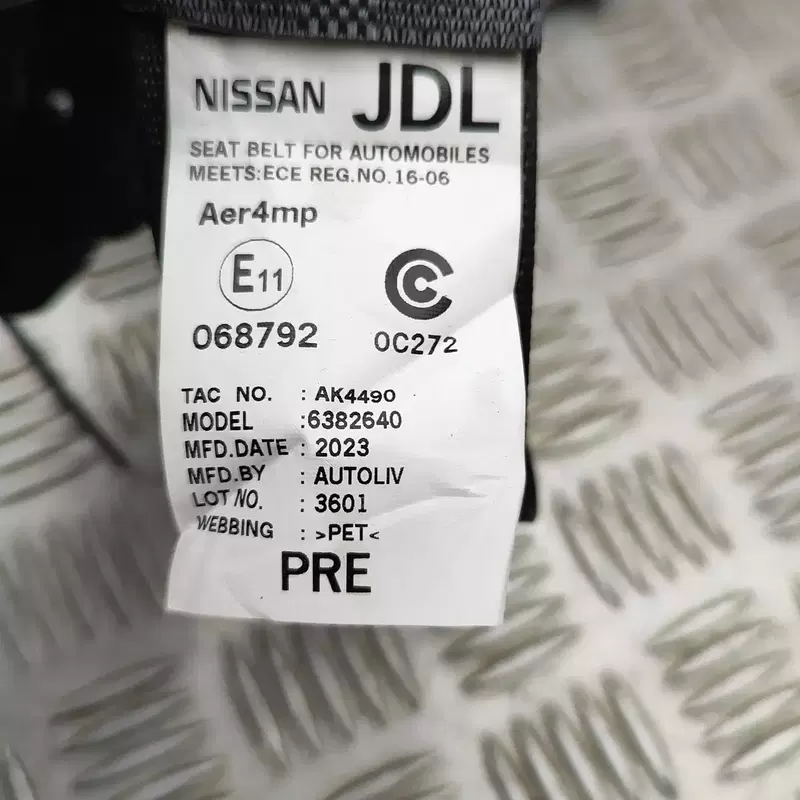 NISSAN JDL
SEAT BELT FOR AUTOMOBILES
MEETS:ECE REG.NO.16-06
Aer4mp
E11
068792 0C272
TAC NO. : AK4490
MODEL :6382640
MFD.DATE : 2023
MFD.BY : AUTOLIV
LOT NO. : 3601
WEBBING : >PET<
PRE